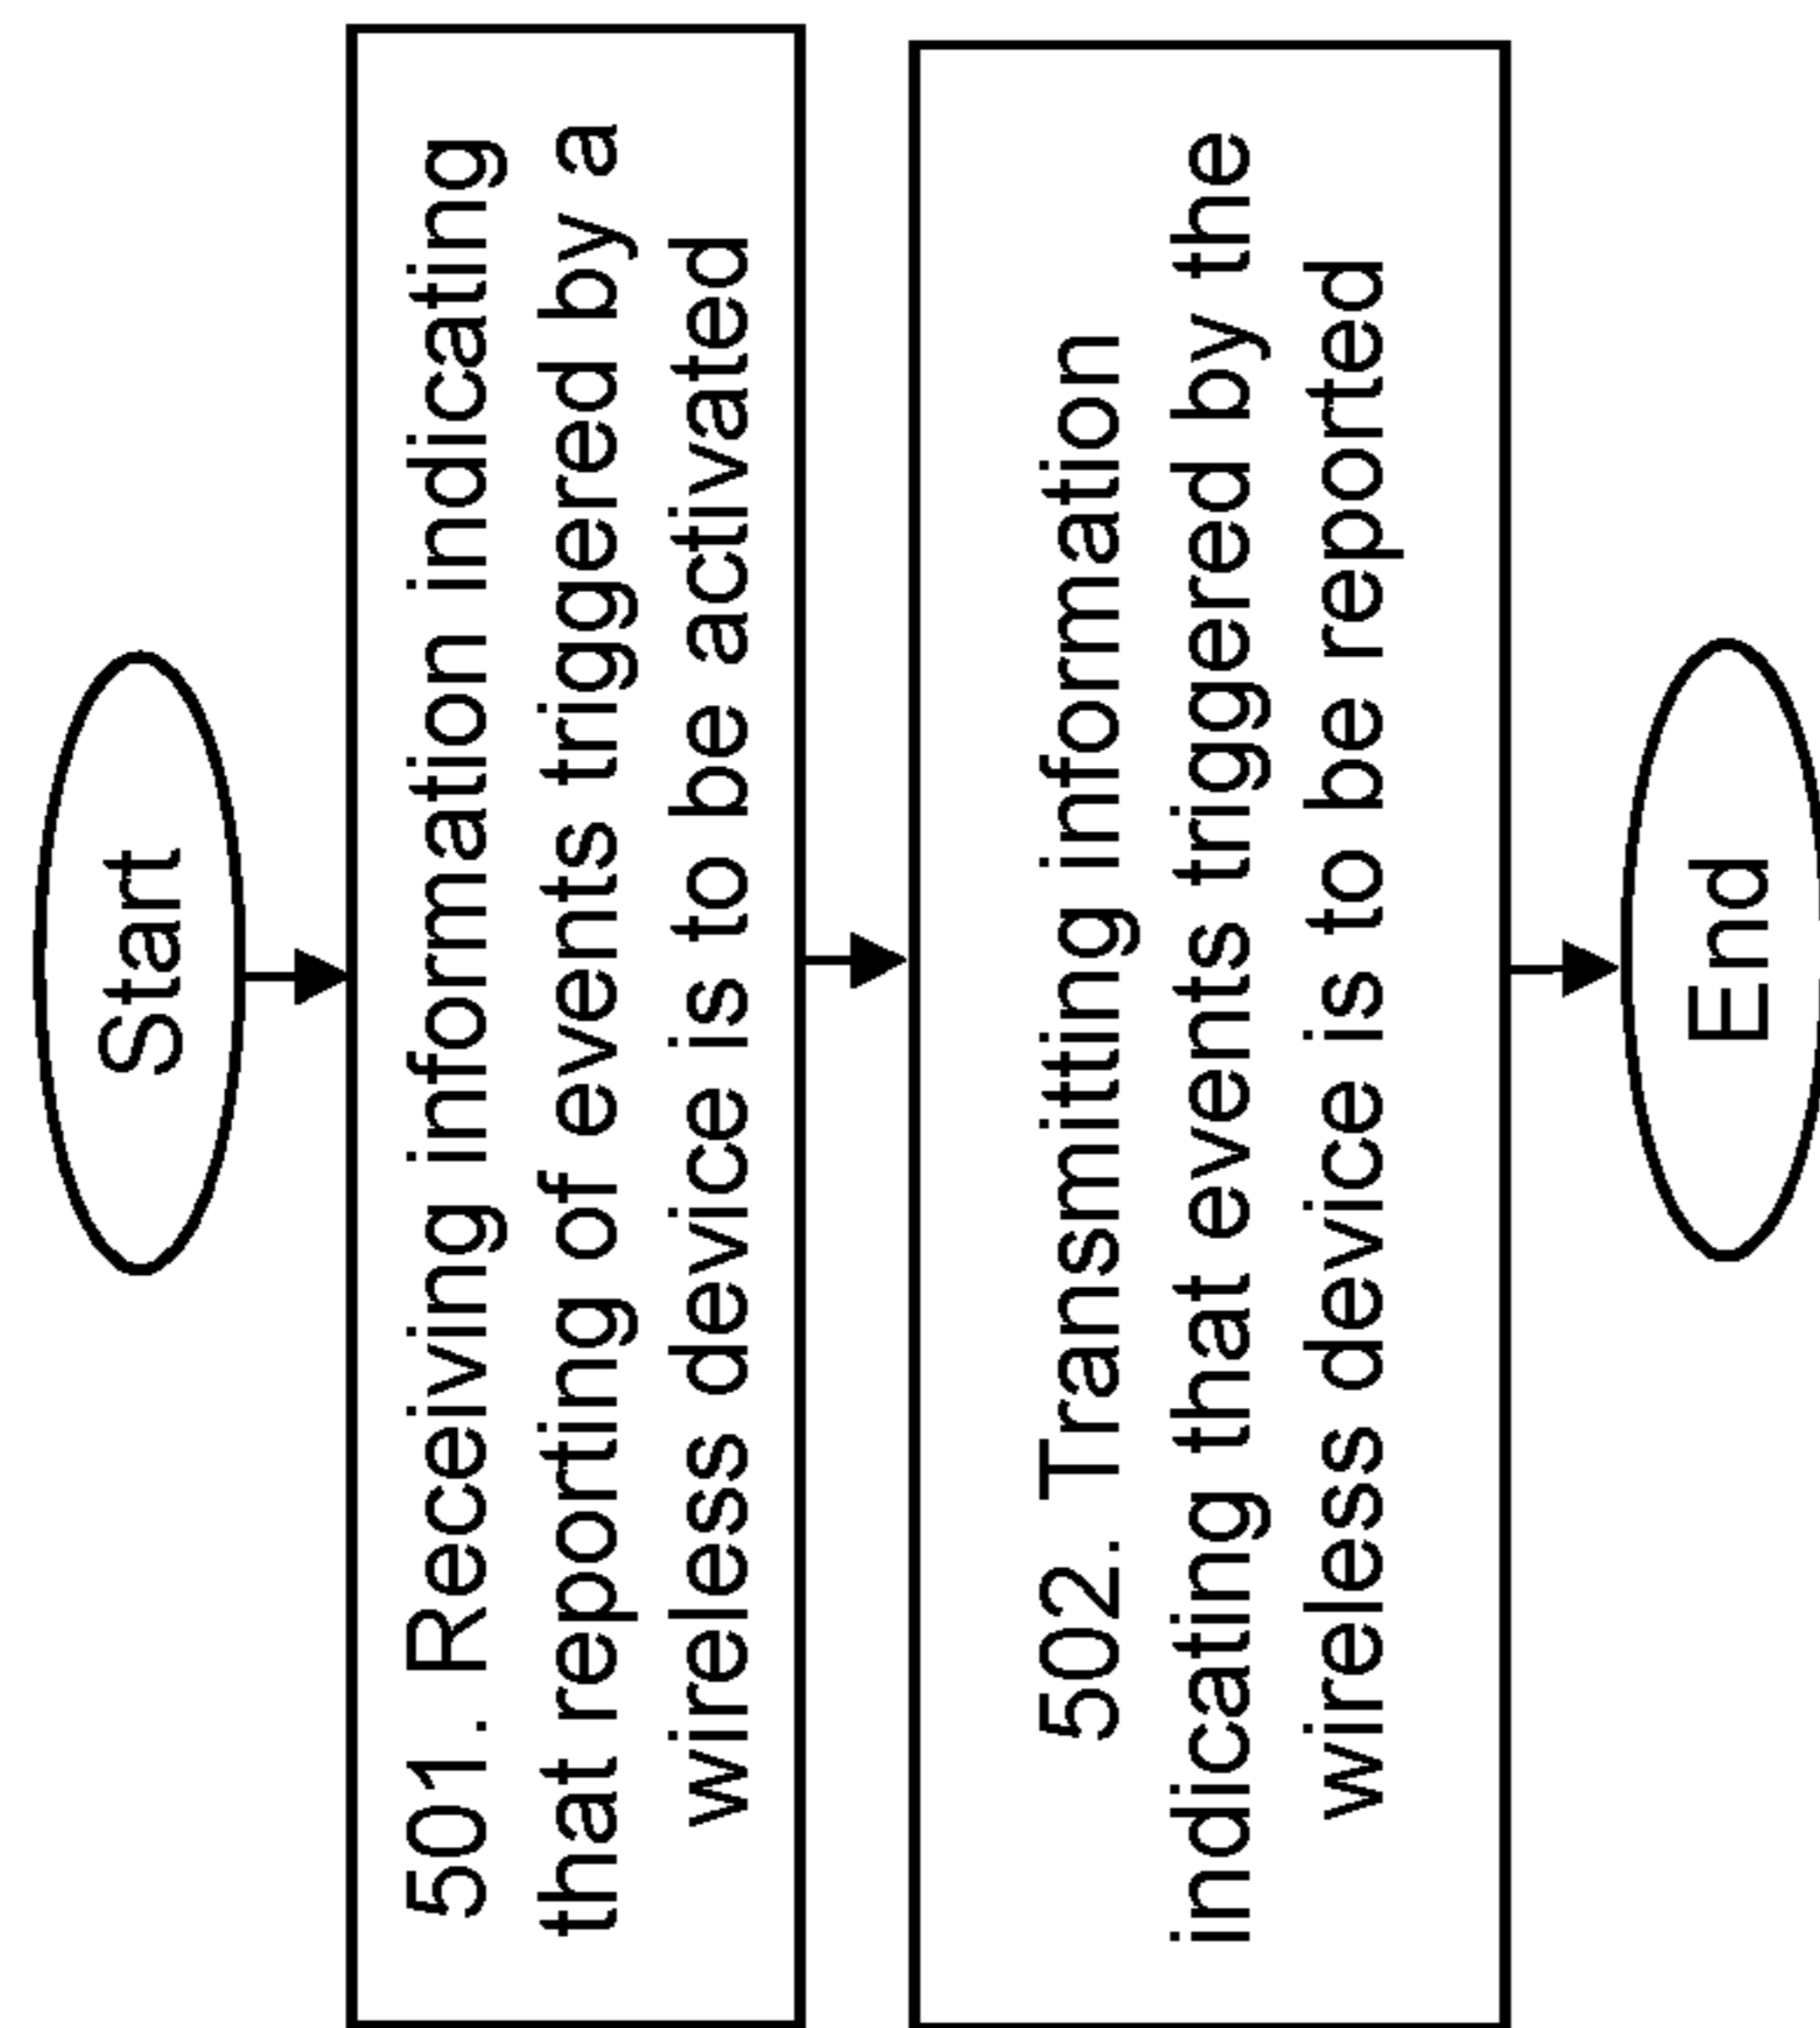 Start
501. Receiving information indicating
that reporting of events triggered by a
wireless device is to be activated
502. Transmitting information
indicating that events triggered by the
wireless device is to be reported
End